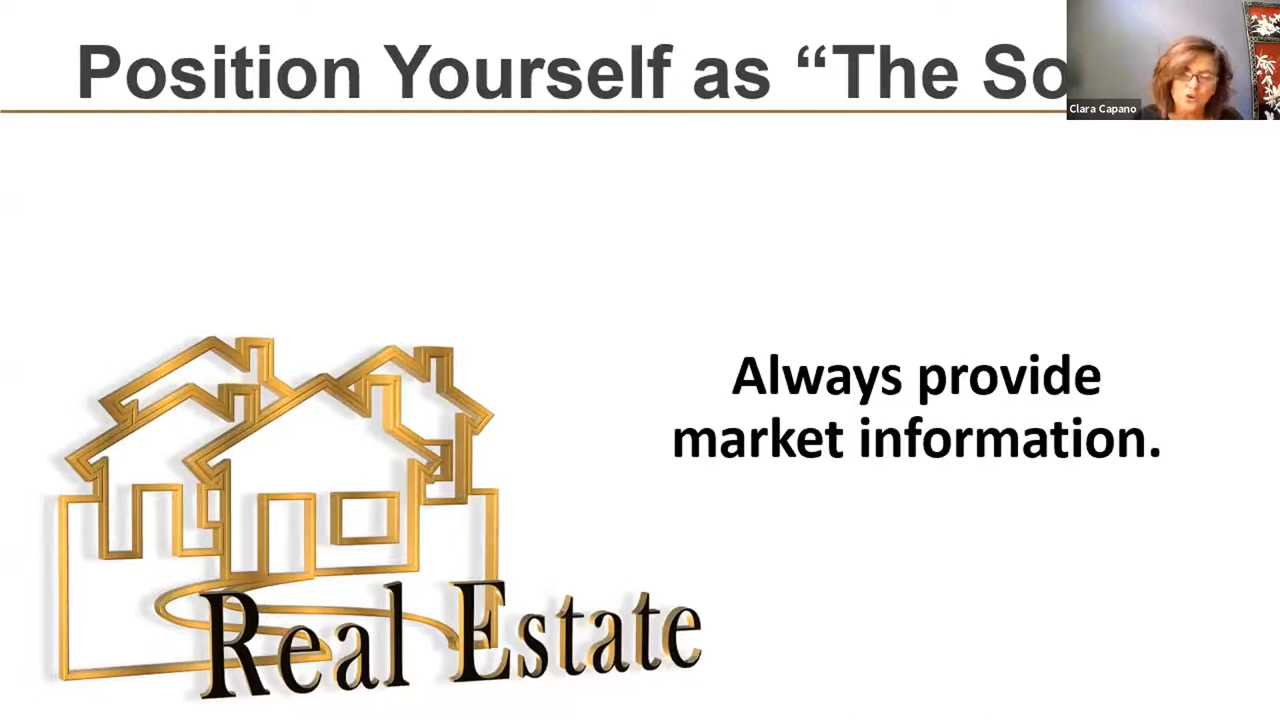 Position Yourself as “The So
Clara Capano
Always provide
market information.
Real Estate